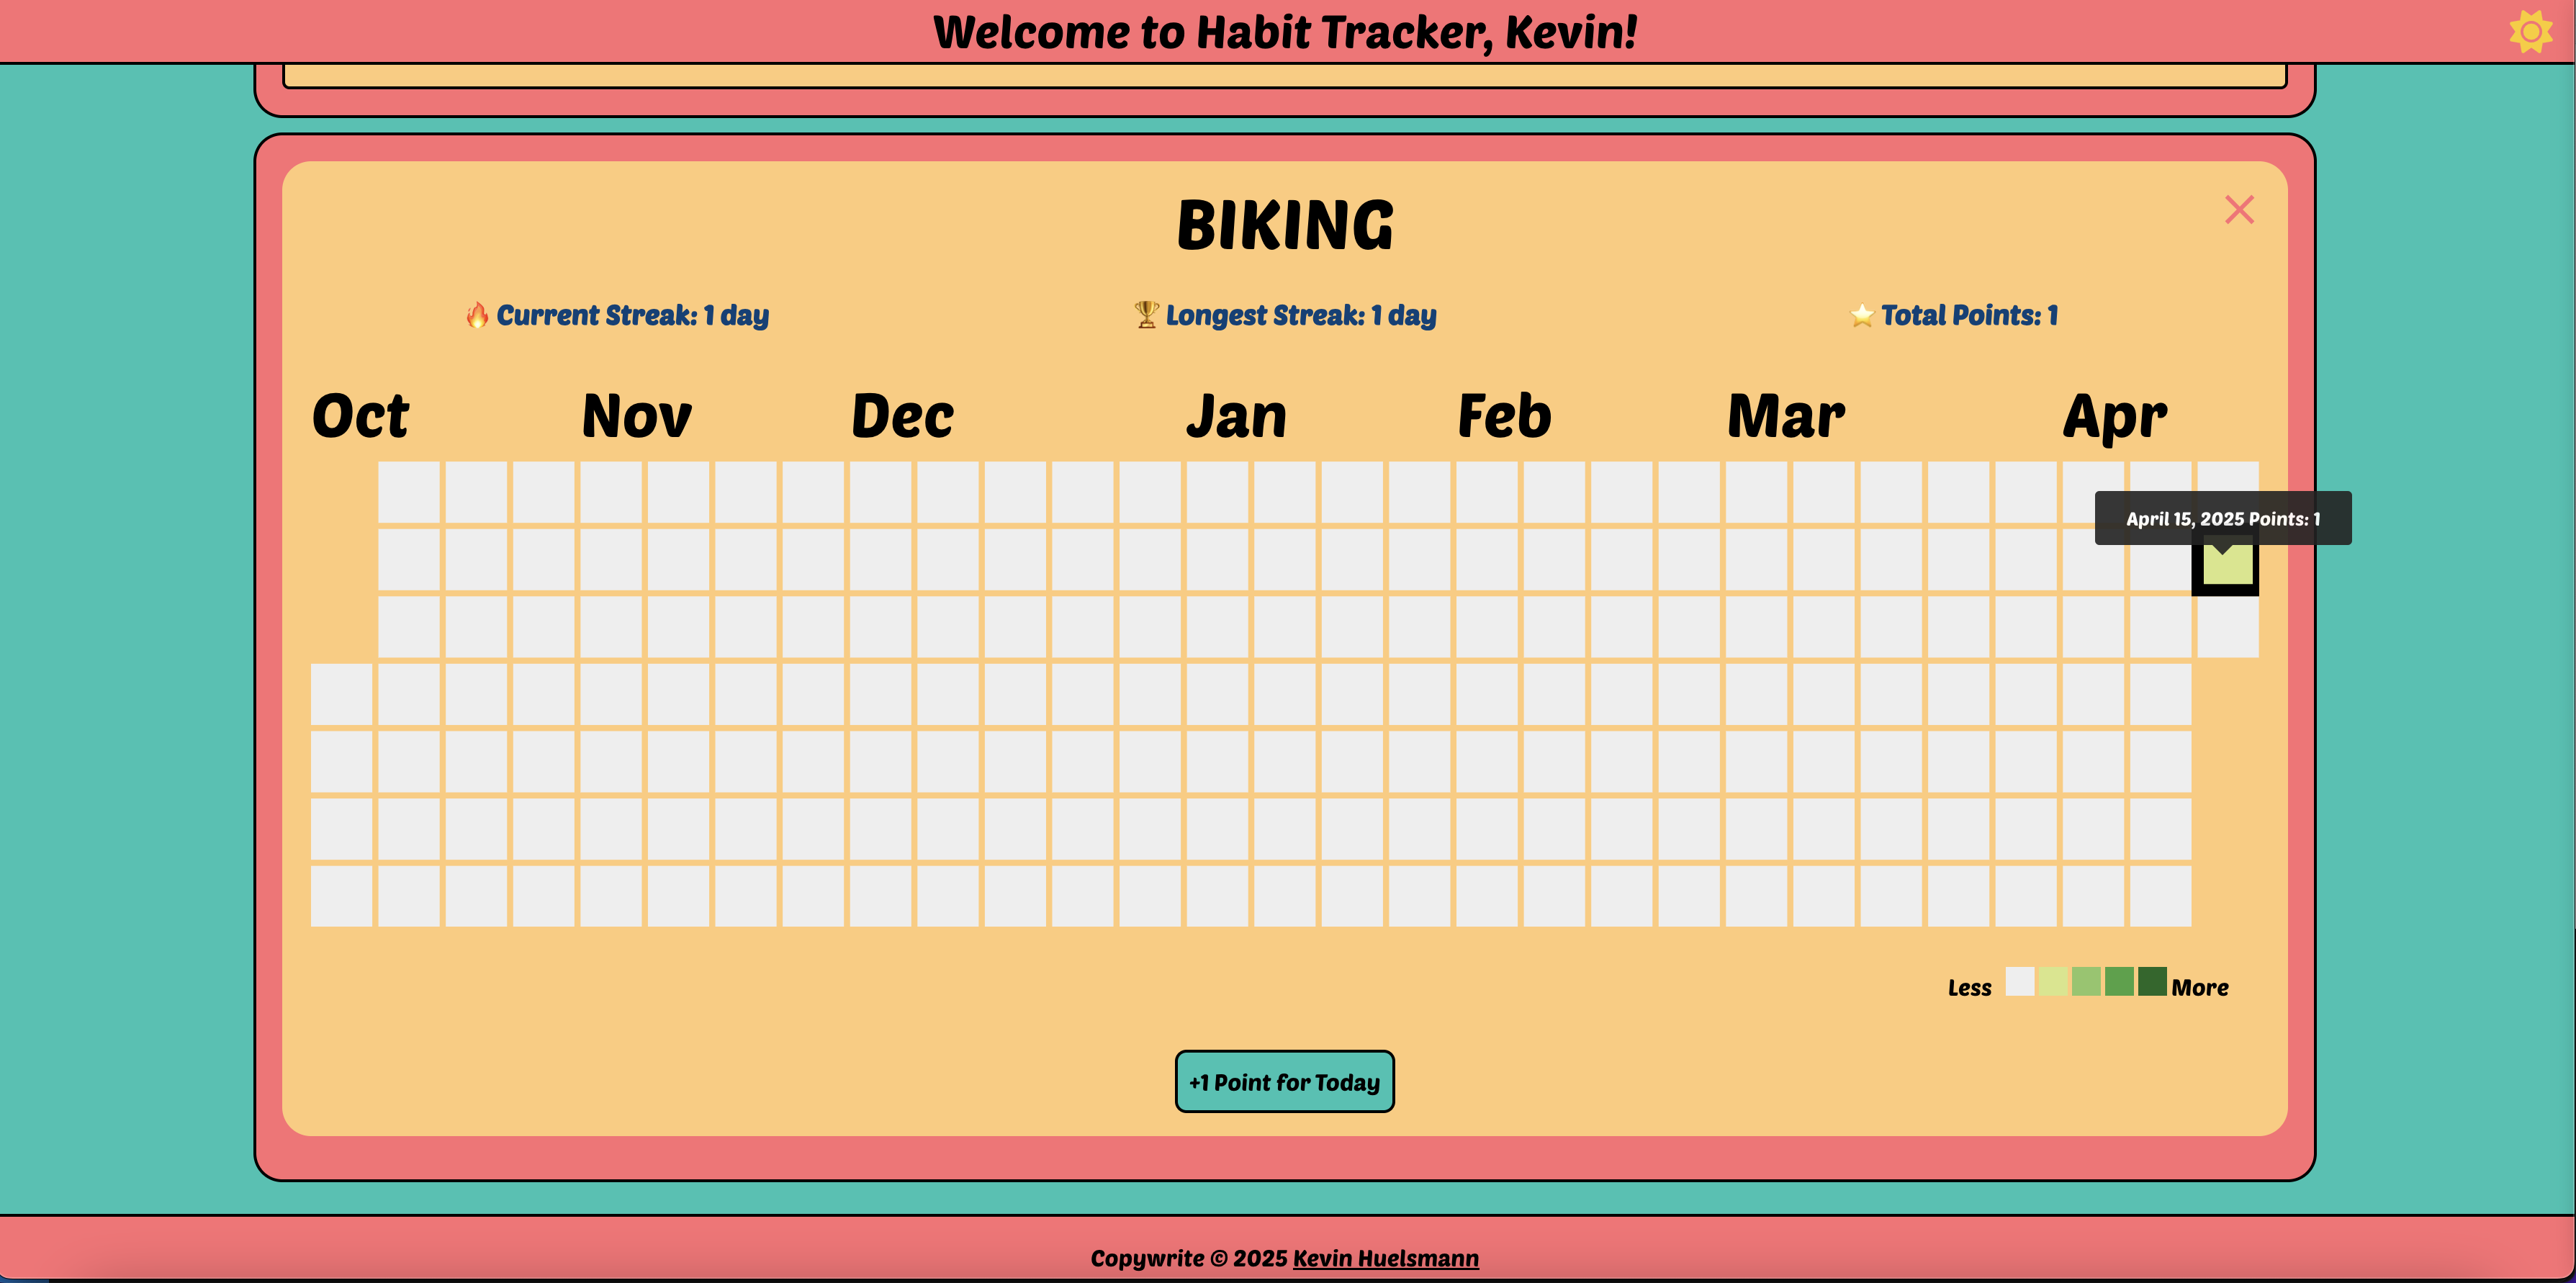 Welcome to Habit Tracker, Kevin!
BIKING
🔥 Current Streak: 1 day
🏆 Longest Streak: 1 day
⭐ Total Points: 1
Oct Nov Dec Jan Feb Mar Apr
April 15, 2025 Points: 1
Less More
+1 Point for Today
Copywrite © 2025 Kevin Huelsmann